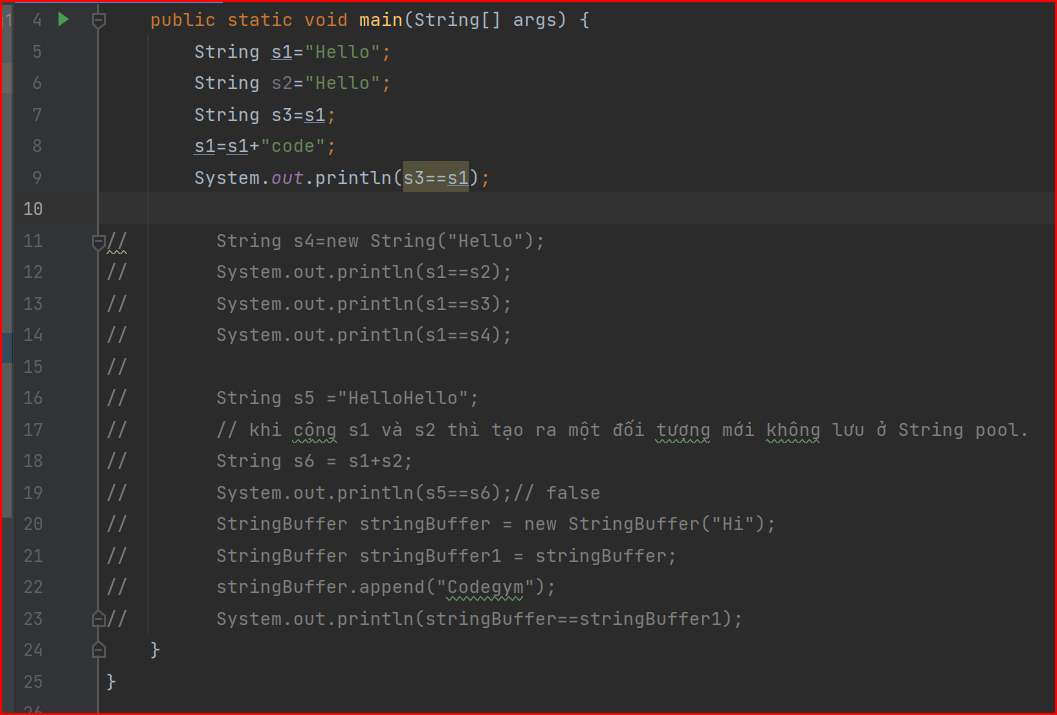 4 public static void main(String[] args) {
5 String s1="Hello";
6 String s2="Hello";
7 String s3=s1;
8 s1=s1+"code";
9 System.out.println(s3==s1);
10
11 // String s4=new String("Hello");
12 // System.out.println(s1==s2);
13 // System.out.println(s1==s3);
14 // System.out.println(s1==s4);
15 //
16 // String s5 ="HelloHello";
17 // // khi cộng s1 và s2 thì tạo ra một đối tượng mới không lưu ở String pool.
18 // String s6 = s1+s2;
19 // System.out.println(s5==s6);// false
20 // StringBuffer stringBuffer = new StringBuffer("Hi");
21 // StringBuffer stringBuffer1 = stringBuffer;
22 // stringBuffer.append("Codegym");
23 // System.out.println(stringBuffer==stringBuffer1);
24 }
25 }
26